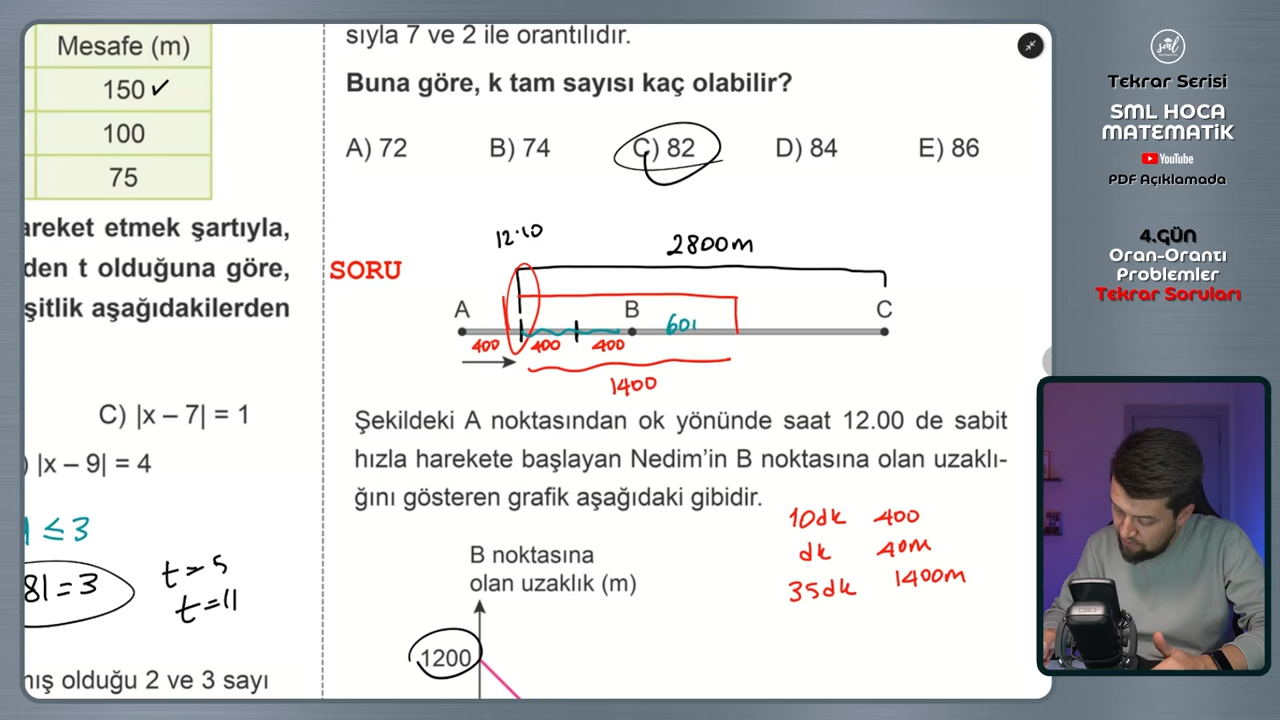 Mesafe (m)
150 ✓
100
75
areket etmek şartıyla,
den t olduğuna göre,
şitlik aşağıdakilerden
C) |x – 7| = 1
) |x – 9| = 4
≤ 3
81 = 3
t = 5
t = 11
mış olduğu 2 ve 3 sayı
sıyla 7 ve 2 ile orantılıdır.
Buna göre, k tam sayısı kaç olabilir?
A) 72 B) 74 C) 82 D) 84 E) 86
12.10
2800m
SORU
A B C
400 400 400 60
1400
Şekildeki A noktasından ok yönünde saat 12.00 de sabit
hızla harekete başlayan Nedim’in B noktasına olan uzaklı-
ğını gösteren grafik aşağıdaki gibidir.
10dk 400
dk 40m
35dk 1400m
B noktasına
olan uzaklık (m)
1200
sml
MATEMATİK
Tekrar Serisi
SML HOCA
MATEMATİK
YouTube
PDF Açıklamada
4.GÜN
Oran-Orantı
Problemler
Tekrar Soruları